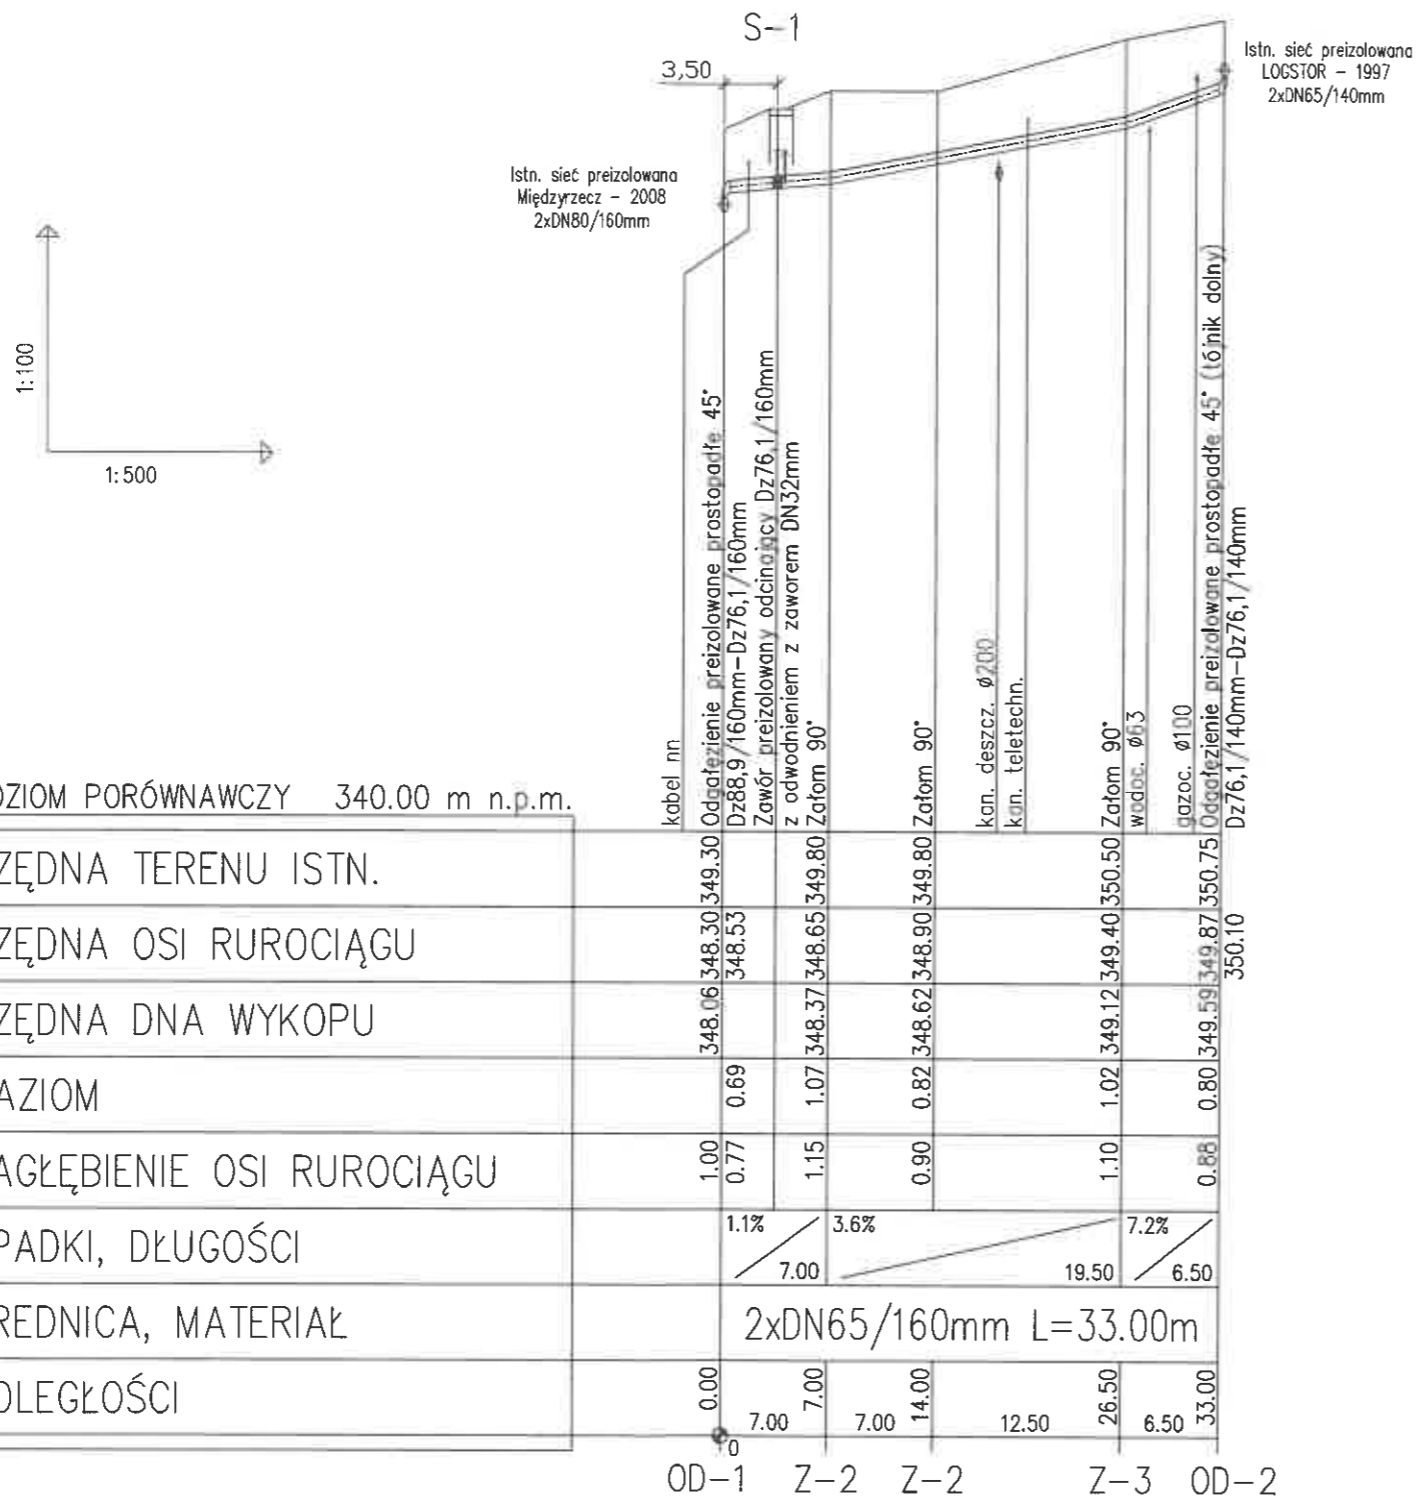 S-1
3,50
Istn. sieć preizolowana
LOGSTOR - 1997
2xDN65/140mm
Istn. sieć preizolowana
Międzyrzecz - 2008
2xDN80/160mm
1:100
1:500
kabel nn
Odgałęzienie preizolowane prostopadłe 45°
Dz88,9/160mm-Dz76,1/160mm
Zawór preizolowany odcinający Dz76,1/160mm
z odwodnieniem z zaworem DN32mm
Załom 90°
Załom 90°
kan. deszcz. ø200
kan. teletechn.
Załom 90°
wodoc. ø63
gazoc. ø100
Odgałęzienie preizolowane prostopadłe 45° (tójnik dolny)
Dz76,1/140mm-Dz76,1/140mm
OZIOM PORÓWNAWCZY 340.00 m n.p.m.
ZĘDNA TERENU ISTN.
349.30 349.80 349.80 350.50 350.75
ZĘDNA OSI RUROCIĄGU
348.30 348.53 348.65 348.90 349.40 349.87 350.10
ZĘDNA DNA WYKOPU
348.06 348.37 348.62 349.12 349.59
AZIOM
0.69 1.07 0.82 1.02 0.80
AGŁĘBIENIE OSI RUROCIĄGU
1.00 0.77 1.15 0.90 1.10 0.88
PADKI, DŁUGOŚCI
1.1% 3.6% 7.2%
7.00 19.50 6.50
REDNICA, MATERIAŁ
2xDN65/160mm L=33.00m
OLEGŁOŚCI
0.00 7.00 14.00 26.50 33.00
7.00 7.00 12.50 6.50
0
OD-1 Z-2 Z-2 Z-3 OD-2